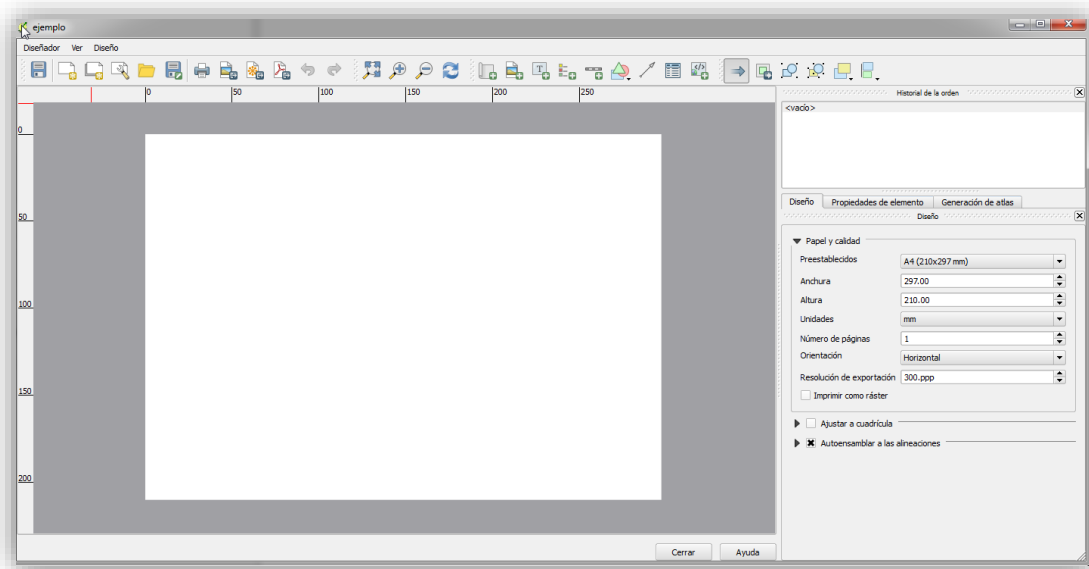 ejemplo
Diseñador Ver Diseño
0 50 100 150 200 250
0
50
100
150
200
Historial de la orden
<vacío>
Diseño Propiedades de elemento Generación de atlas
Diseño
Papel y calidad
Preestablecidos A4 (210x297 mm)
Anchura 297.00
Altura 210.00
Unidades mm
Número de páginas 1
Orientación Horizontal
Resolución de exportación 300.ppp
Imprimir como ráster
Ajustar a cuadrícula
Autoensamblar a las alineaciones
Cerrar Ayuda